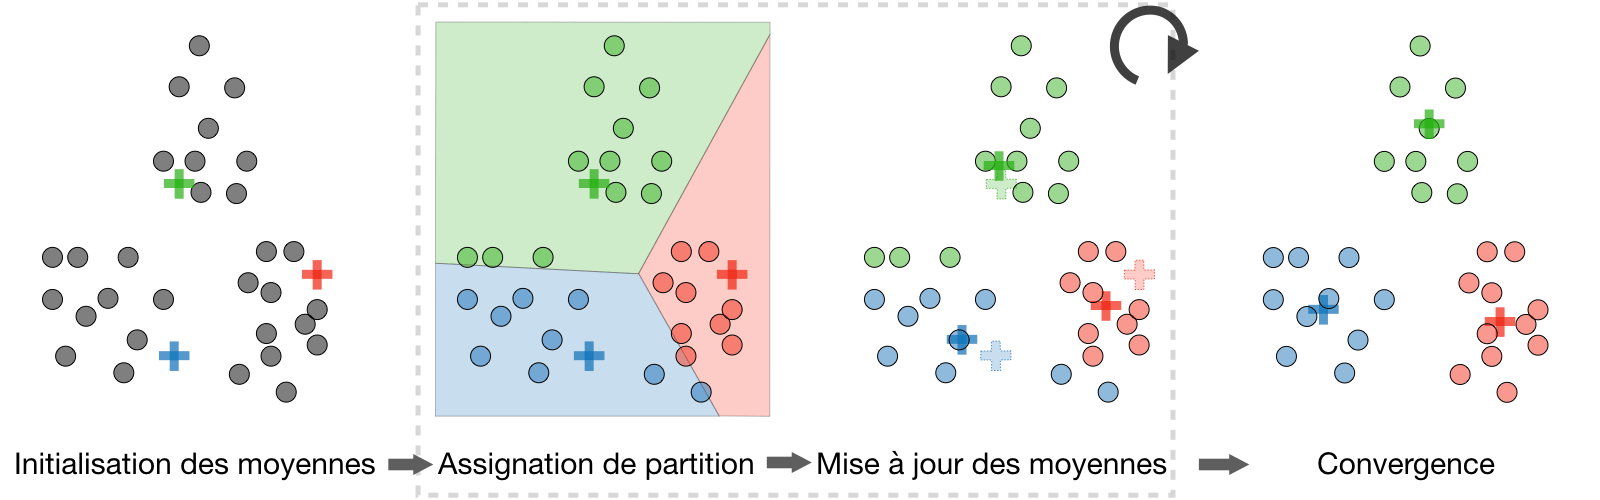 Initialisation des moyennes
Assignation de partition
Mise à jour des moyennes
Convergence